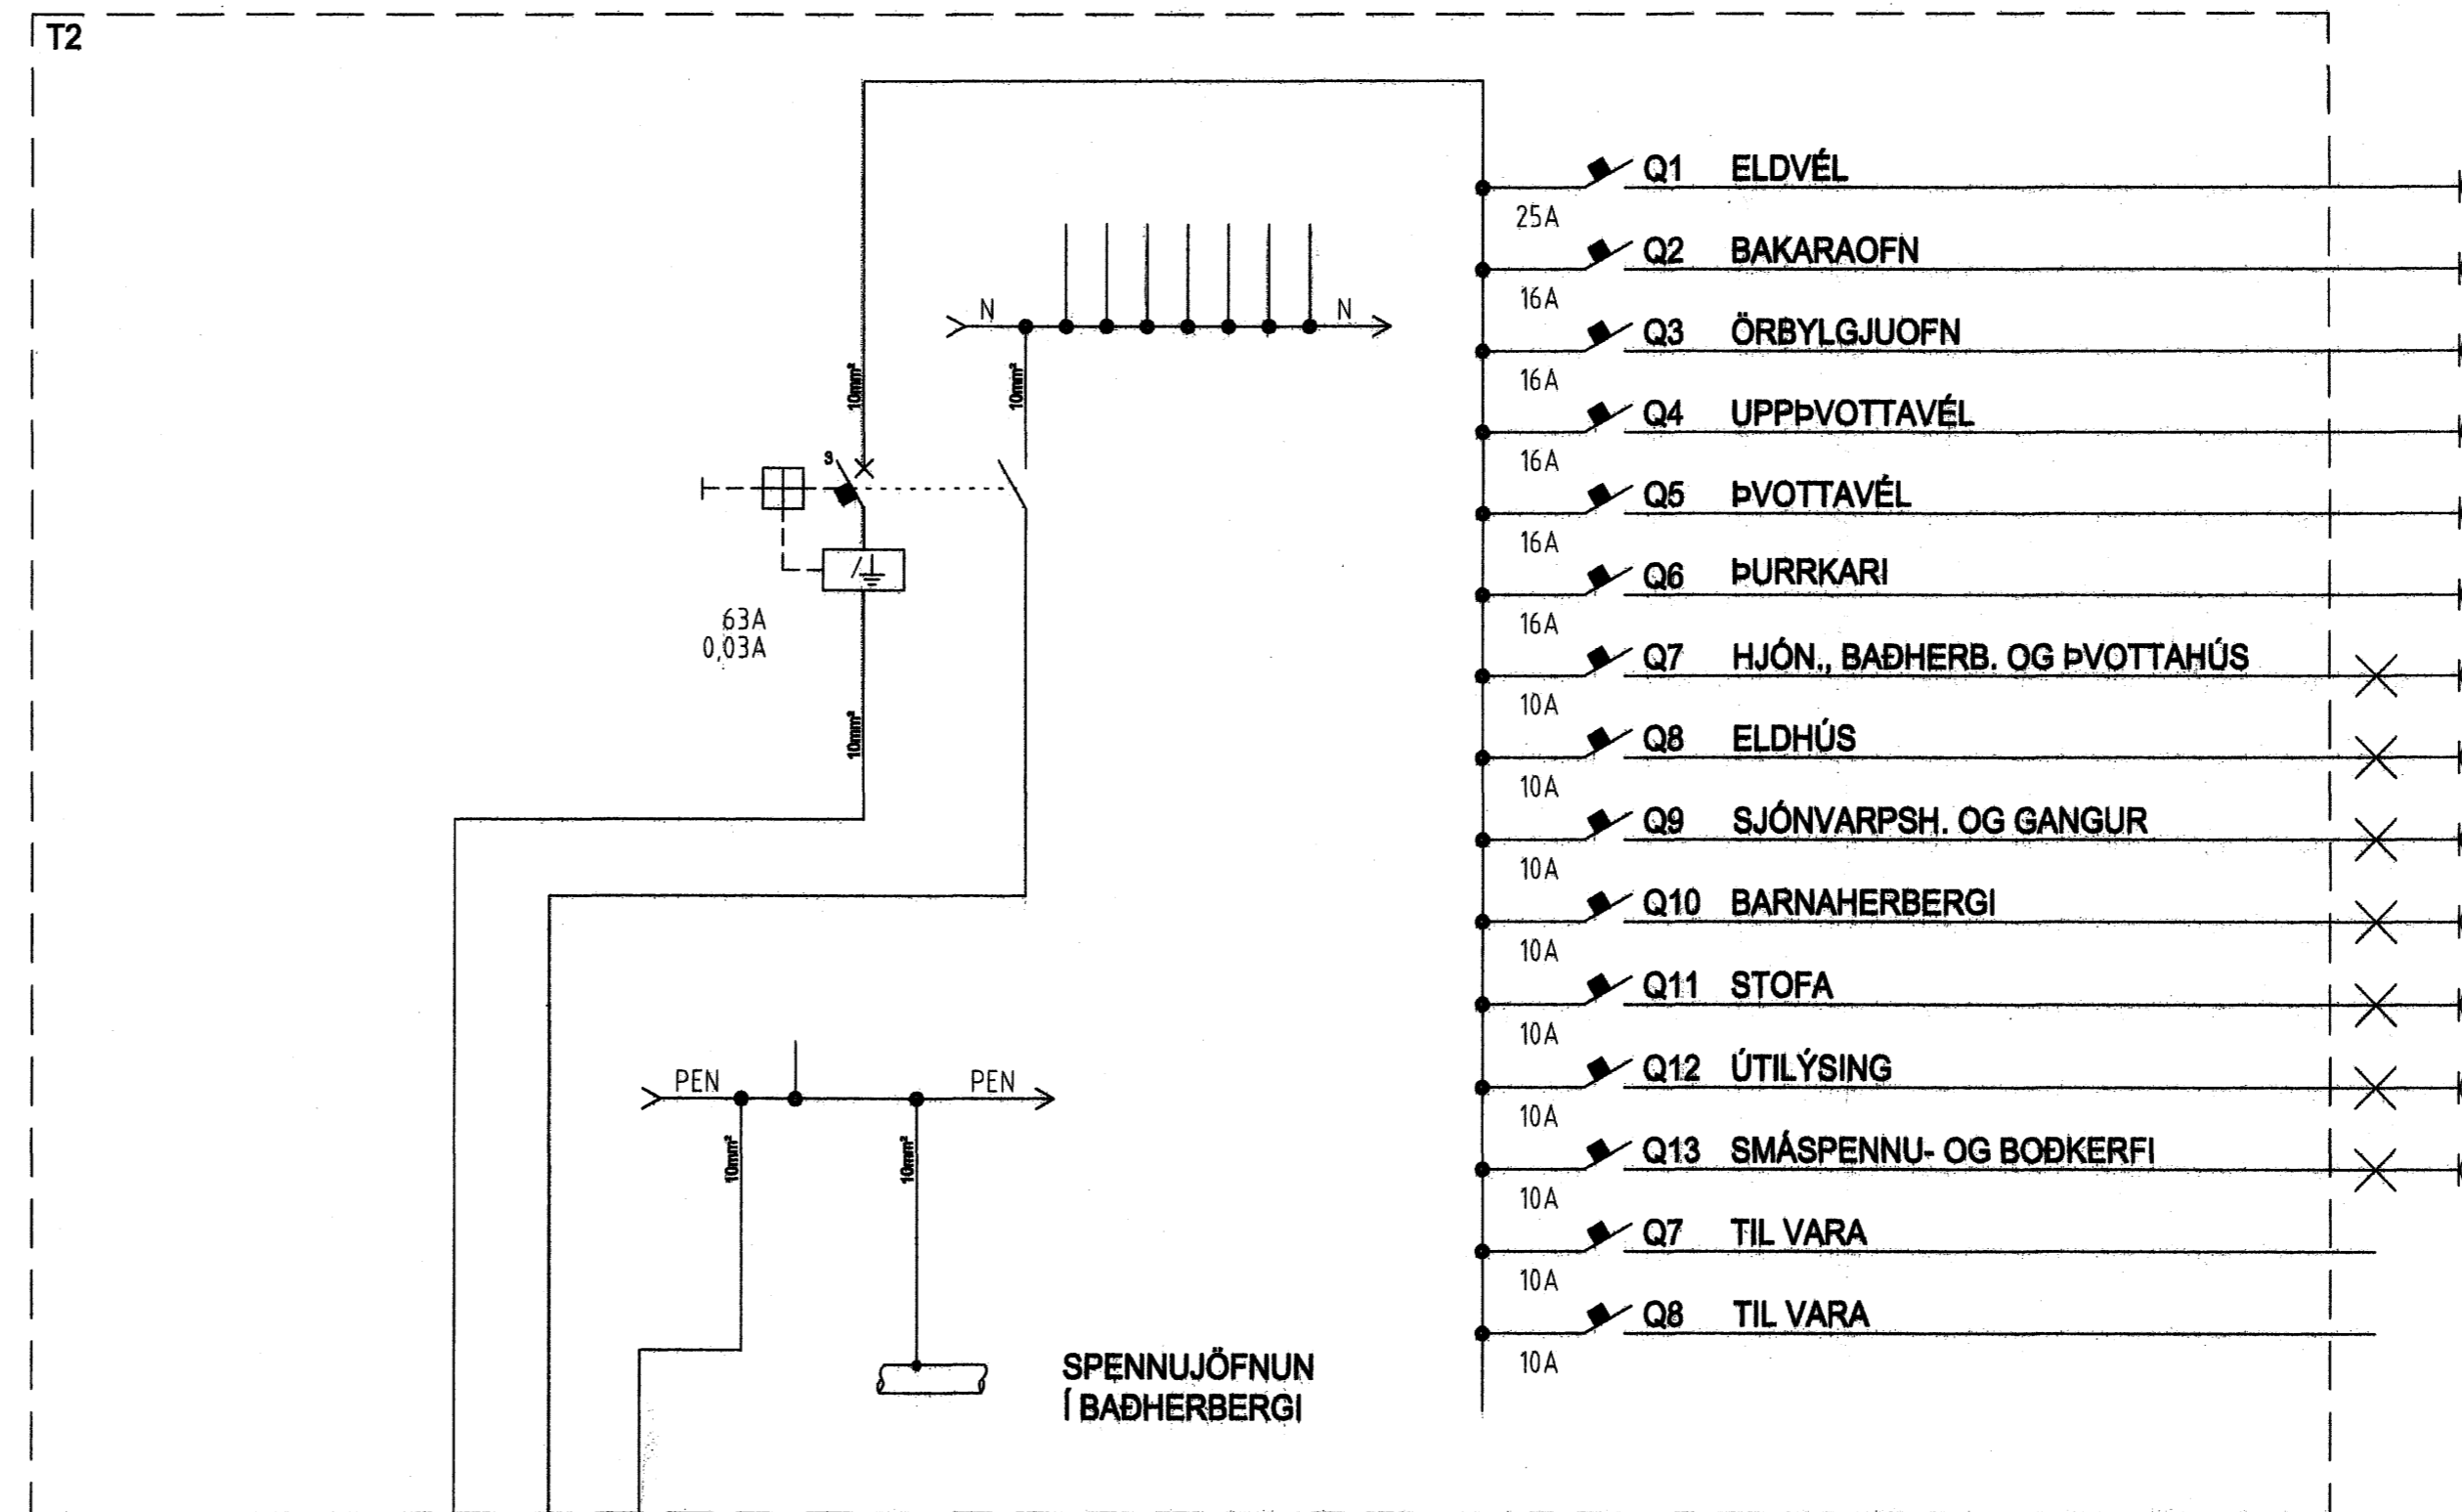 T2
Q1 ELDVÉL
25A
Q2 BAKARAOFN
16A
Q3 ÖRBYLGJUOFN
16A
Q4 UPPÞVOTTAVÉL
16A
Q5 ÞVOTTAVÉL
16A
Q6 ÞURRKARI
16A
Q7 HJÓN., BAÐHERB. OG ÞVOTTAHÚS
10A
Q8 ELDHÚS
10A
Q9 SJÓNVARPSH. OG GANGUR
10A
Q10 BARNAHERBERGI
10A
Q11 STOFA
10A
Q12 ÚTILÝSING
10A
Q13 SMÁSPENNU- OG BOÐKERFI
10A
Q7 TIL VARA
10A
Q8 TIL VARA
10A
N N
10mm² 10mm²
3
63A
0,03A
10mm²
PEN PEN
10mm² 10mm²
SPENNUJÖFNUN
Í BAÐHERBERGI